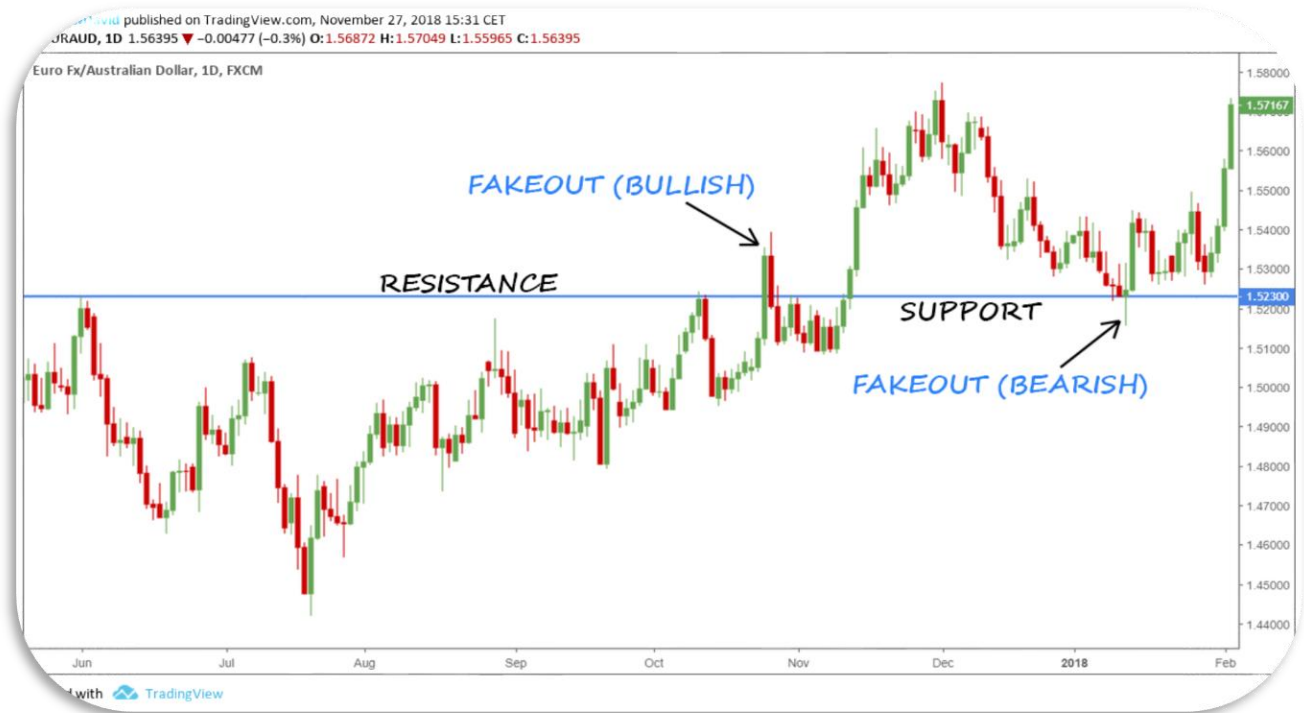 published on TradingView.com, November 27, 2018 15:31 CET
1D 1.56395 ▼ −0.00477 (−0.3%) O:1.56872 H:1.57049 L:1.55965 C:1.56395
Euro Fx/Australian Dollar, 1D, FXCM
1.58000
1.57167
1.56000
FAKEOUT (BULLISH)
1.55000
1.54000
RESISTANCE
1.53000
1.52300
SUPPORT
1.52000
1.51000
FAKEOUT (BEARISH)
1.50000
1.49000
1.48000
1.47000
1.46000
1.45000
1.44000
Jun Jul Aug Sep Oct Nov Dec 2018 Feb
with TradingView